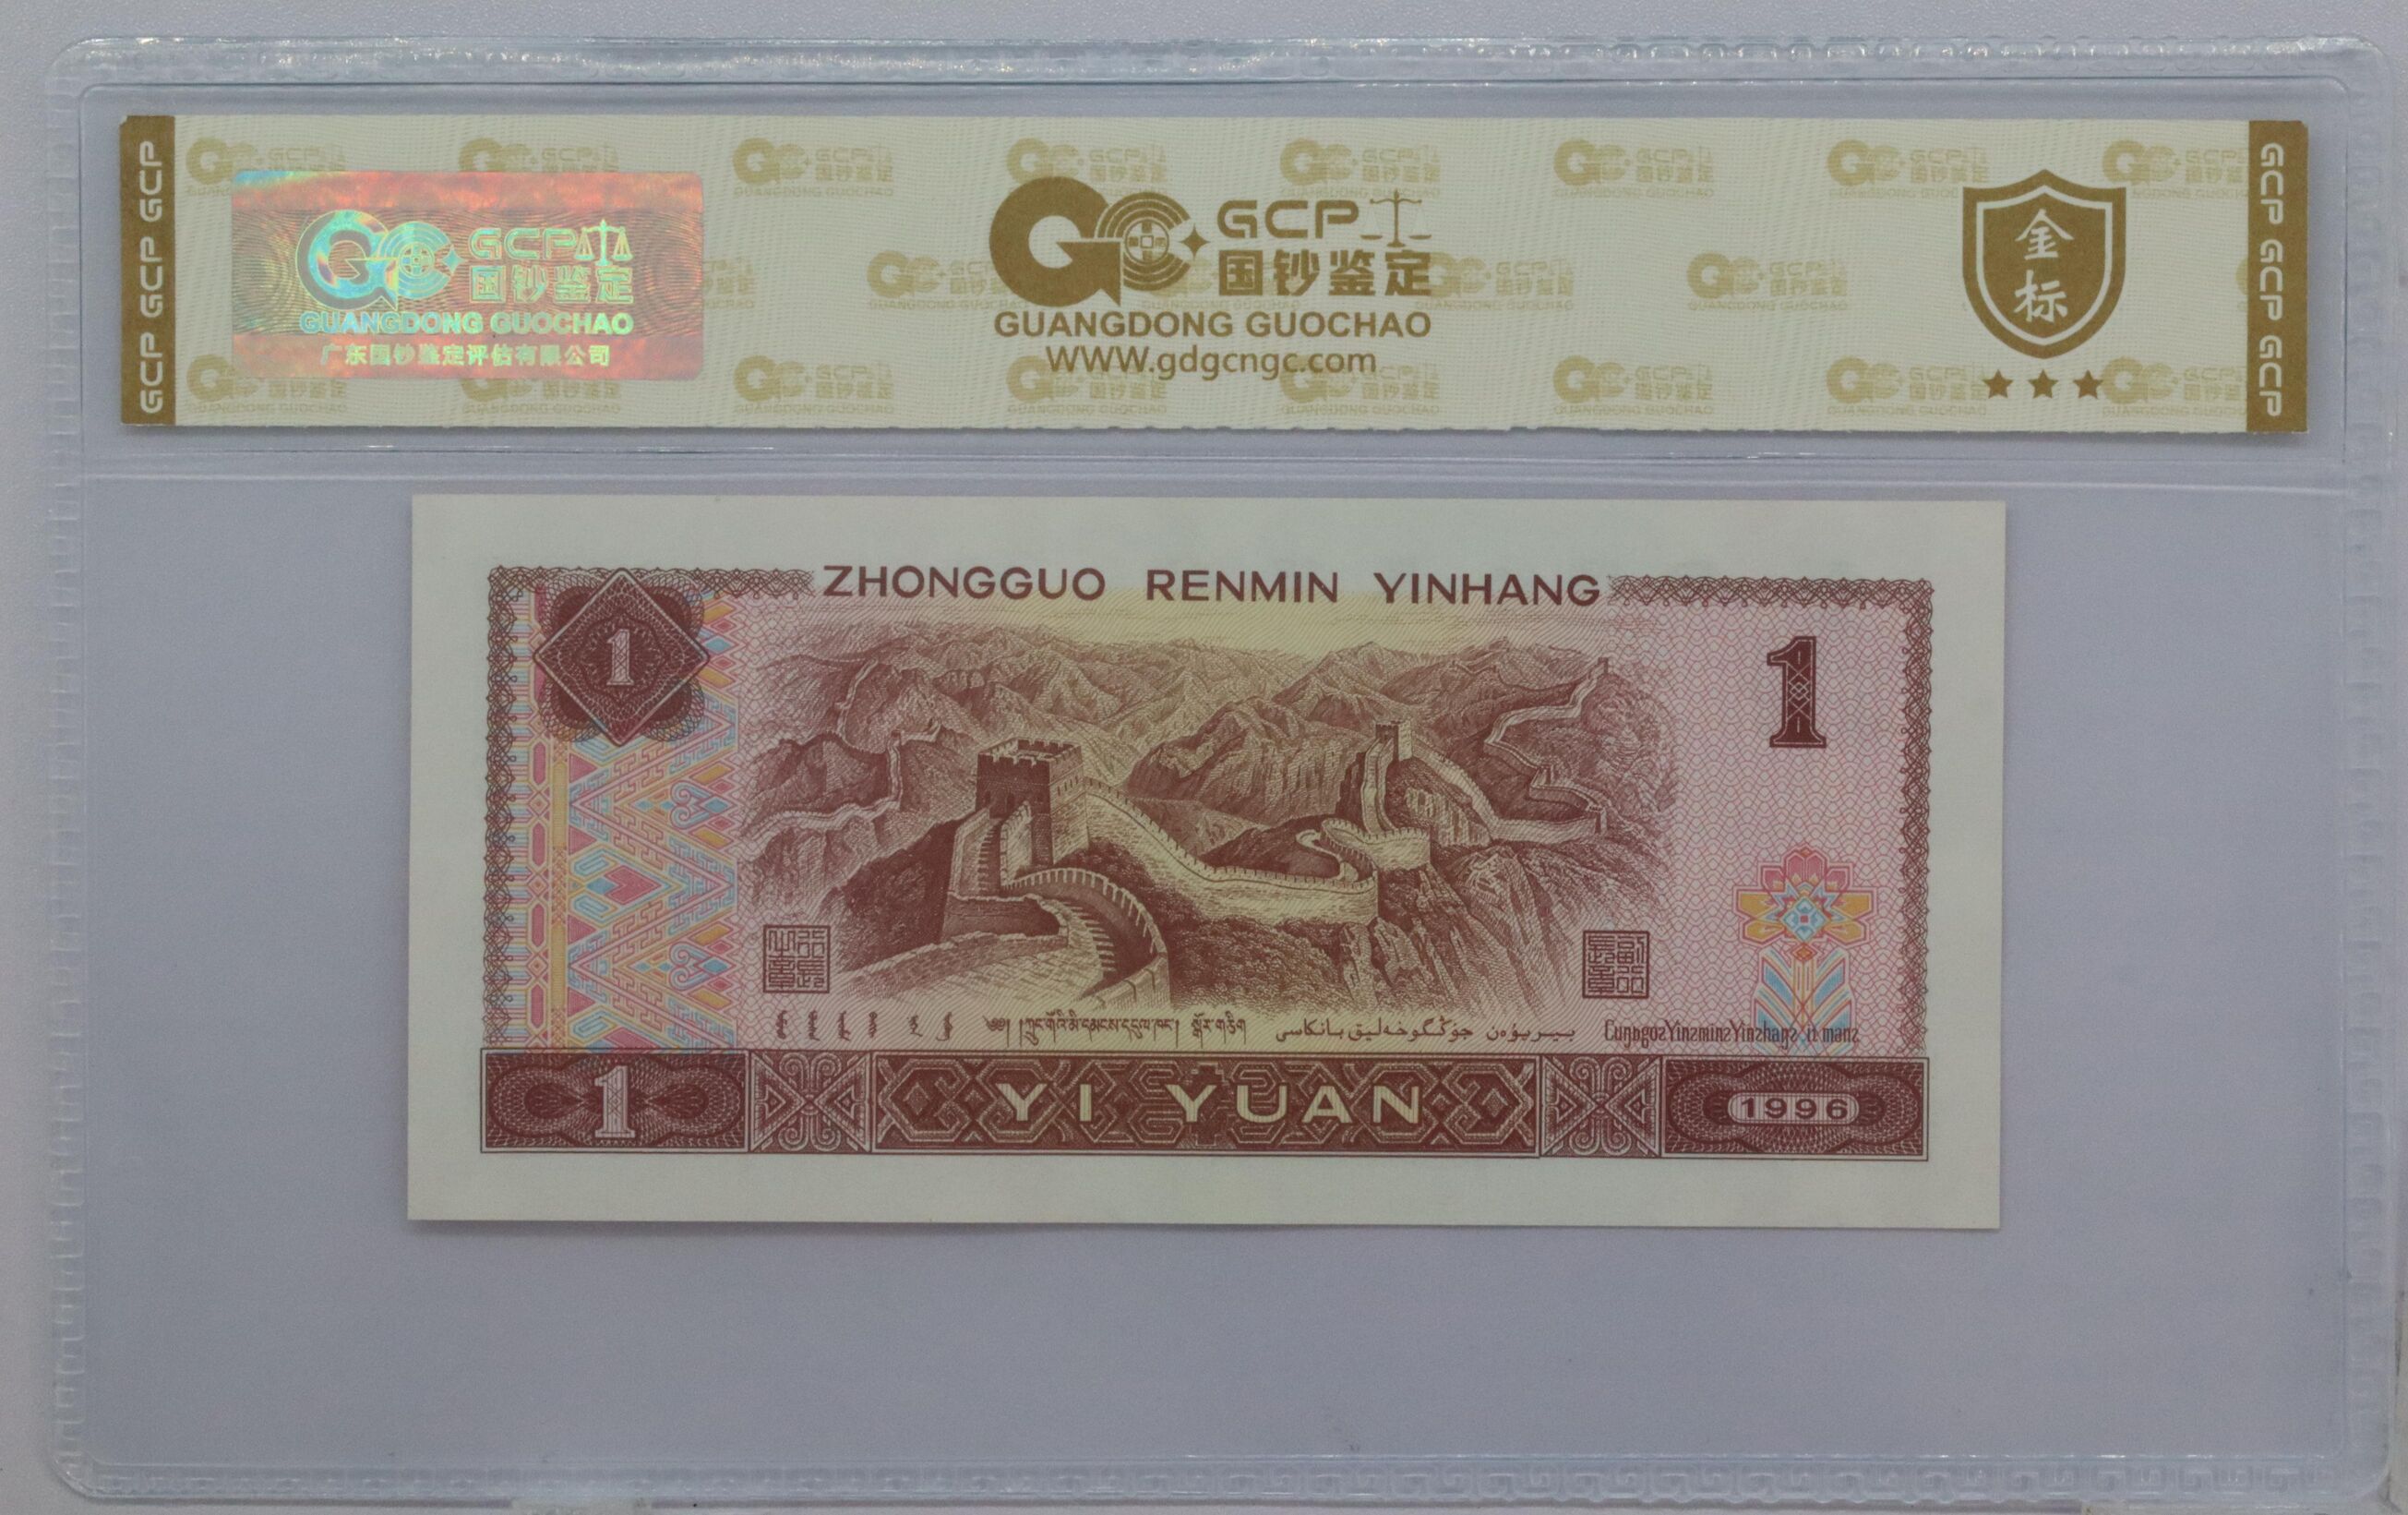 GCP GCP GCP
GCP
国钞鉴定
GUANGDONG GUOCHAO
广东国钞鉴定评估有限公司
GCP
国钞鉴定
GUANGDONG GUOCHAO
WWW.gdgcngc.com
金
标
GCP GCP GCP
ZHONGGUO RENMIN YINHANG
1
1
YI YUAN
1
1996